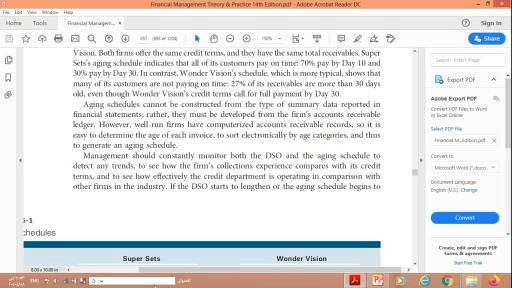 Financial Management Theory & Practice 14th Edition.pdf - Adobe Acrobat Reader DC
File Edit View Window Help
Home Tools Financial Managem... × Sign In
657 (695 of 1204) 150% Share
Vision. Both firms offer the same credit terms, and they have the same total receivables. Super
Sets's aging schedule indicates that all of its customers pay on time: 70% pay by Day 10 and
30% pay by Day 30. In contrast, Wonder Vision's schedule, which is more typical, shows that
many of its customers are not paying on time: 27% of its receivables are more than 30 days
old, even though Wonder Vision's credit terms call for full payment by Day 30.
Aging schedules cannot be constructed from the type of summary data reported in
financial statements; rather, they must be developed from the firm's accounts receivable
ledger. However, well-run firms have computerized accounts receivable records, so it is
easy to determine the age of each invoice, to sort electronically by age categories, and thus
to generate an aging schedule.
Management should constantly monitor both the DSO and the aging schedule to
detect any trends, to see how the firm's collections experience compares with its credit
terms, and to see how effectively the credit department is operating in comparison with
other firms in the industry. If the DSO starts to lengthen or the aging schedule begins to
-1
chedules
Super Sets Wonder Vision
8.00 x 10.00 in
Search 'Insert Page'
Export PDF
Adobe Export PDF
Convert PDF Files to Word
or Excel Online
Select PDF File
Financial M...Edition.pdf ×
Convert to
Microsoft Word (*.docx)
Document Language:
English (U.S.) Change
Convert
Create, edit and sign PDF
forms & agreements
Start Free Trial
العنوان